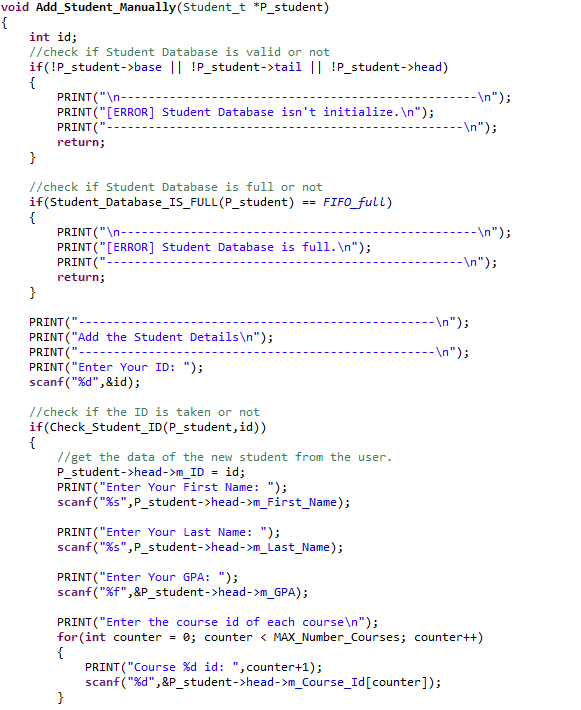 void Add_Student_Manually(Student_t *P_student)
{
    int id;
    //check if Student Database is valid or not
    if(!P_student->base || !P_student->tail || !P_student->head)
    {
        PRINT("\n---------------------------------------------------\n");
        PRINT("[ERROR] Student Database isn't initialize.\n");
        PRINT("---------------------------------------------------\n");
        return;
    }

    //check if Student Database is full or not
    if(Student_Database_IS_FULL(P_student) == FIFO_full)
    {
        PRINT("\n---------------------------------------------------\n");
        PRINT("[ERROR] Student Database is full.\n");
        PRINT("---------------------------------------------------\n");
        return;
    }

    PRINT("---------------------------------------------------\n");
    PRINT("Add the Student Details\n");
    PRINT("---------------------------------------------------\n");
    PRINT("Enter Your ID: ");
    scanf("%d",&id);

    //check if the ID is taken or not
    if(Check_Student_ID(P_student,id))
    {
        //get the data of the new student from the user.
        P_student->head->m_ID = id;
        PRINT("Enter Your First Name: ");
        scanf("%s",P_student->head->m_First_Name);

        PRINT("Enter Your Last Name: ");
        scanf("%s",P_student->head->m_Last_Name);

        PRINT("Enter Your GPA: ");
        scanf("%f",&P_student->head->m_GPA);

        PRINT("Enter the course id of each course\n");
        for(int counter = 0; counter < MAX_Number_Courses; counter++)
        {
            PRINT("Course %d id: ",counter+1);
            scanf("%d",&P_student->head->m_Course_Id[counter]);
        }